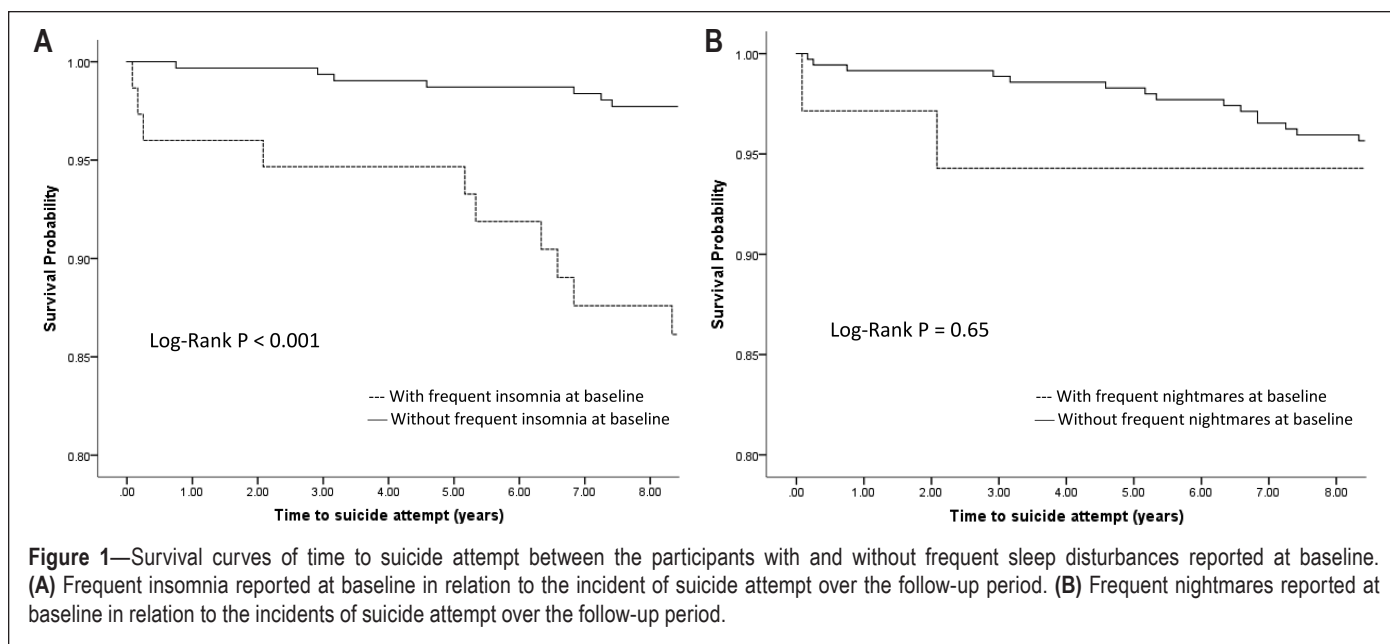 A
1.00
0.95
0.90
0.85
0.80
Survival Probability
Log-Rank P < 0.001
--- With frequent insomnia at baseline
— Without frequent insomnia at baseline
.00 1.00 2.00 3.00 4.00 5.00 6.00 7.00 8.00
Time to suicide attempt (years)
B
1.00
0.95
0.90
0.85
0.80
Survival Probability
Log-Rank P = 0.65
--- With frequent nightmares at baseline
— Without frequent nightmares at baseline
.00 1.00 2.00 3.00 4.00 5.00 6.00 7.00 8.00
Time to suicide attempt (years)
Figure 1—Survival curves of time to suicide attempt between the participants with and without frequent sleep disturbances reported at baseline.
(A) Frequent insomnia reported at baseline in relation to the incident of suicide attempt over the follow-up period. (B) Frequent nightmares reported at
baseline in relation to the incidents of suicide attempt over the follow-up period.